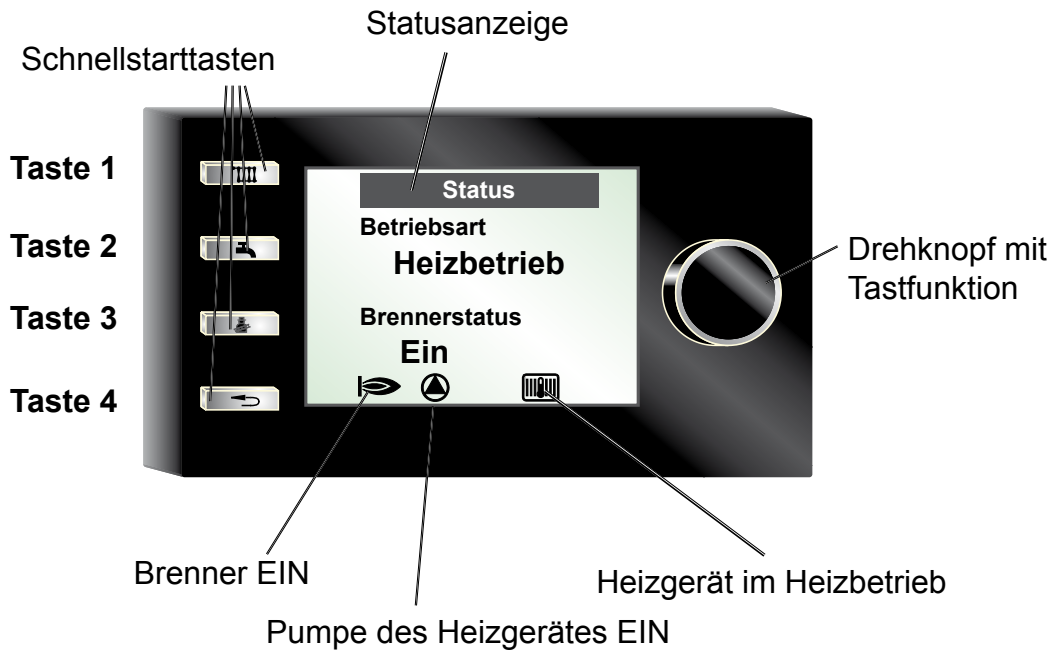 Statusanzeige
Schnellstarttasten
Taste 1
Status
Betriebsart
Taste 2
Heizbetrieb
Drehknopf mit
Tastfunktion
Taste 3
Brennerstatus
Ein
Taste 4
Brenner EIN
Heizgerät im Heizbetrieb
Pumpe des Heizgerätes EIN